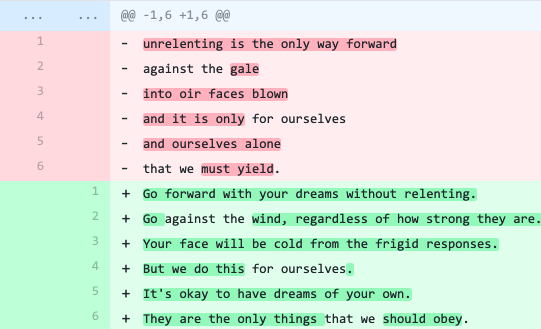 ... ... @@ -1,6 +1,6 @@
1 - unrelenting is the only way forward
2 - against the gale
3 - into oir faces blown
4 - and it is only for ourselves
5 - and ourselves alone
6 - that we must yield.
1 + Go forward with your dreams without relenting.
2 + Go against the wind, regardless of how strong they are.
3 + Your face will be cold from the frigid responses.
4 + But we do this for ourselves.
5 + It's okay to have dreams of your own.
6 + They are the only things that we should obey.